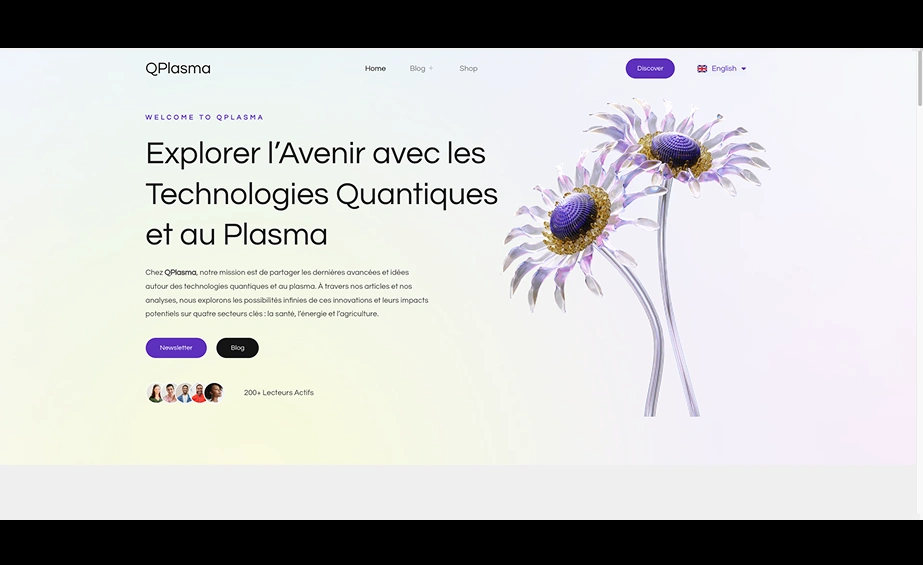 QPlasma
Home
Blog +
Shop
Discover
English
WELCOME TO QPLASMA
Explorer l’Avenir avec les
Technologies Quantiques
et au Plasma
Chez QPlasma, notre mission est de partager les dernières avancées et idées
autour des technologies quantiques et au plasma. À travers nos articles et nos
analyses, nous explorons les possibilités infinies de ces innovations et leurs impacts
potentiels sur quatre secteurs clés : la santé, l’énergie et l’agriculture.
Newsletter
Blog
200+ Lecteurs Actifs